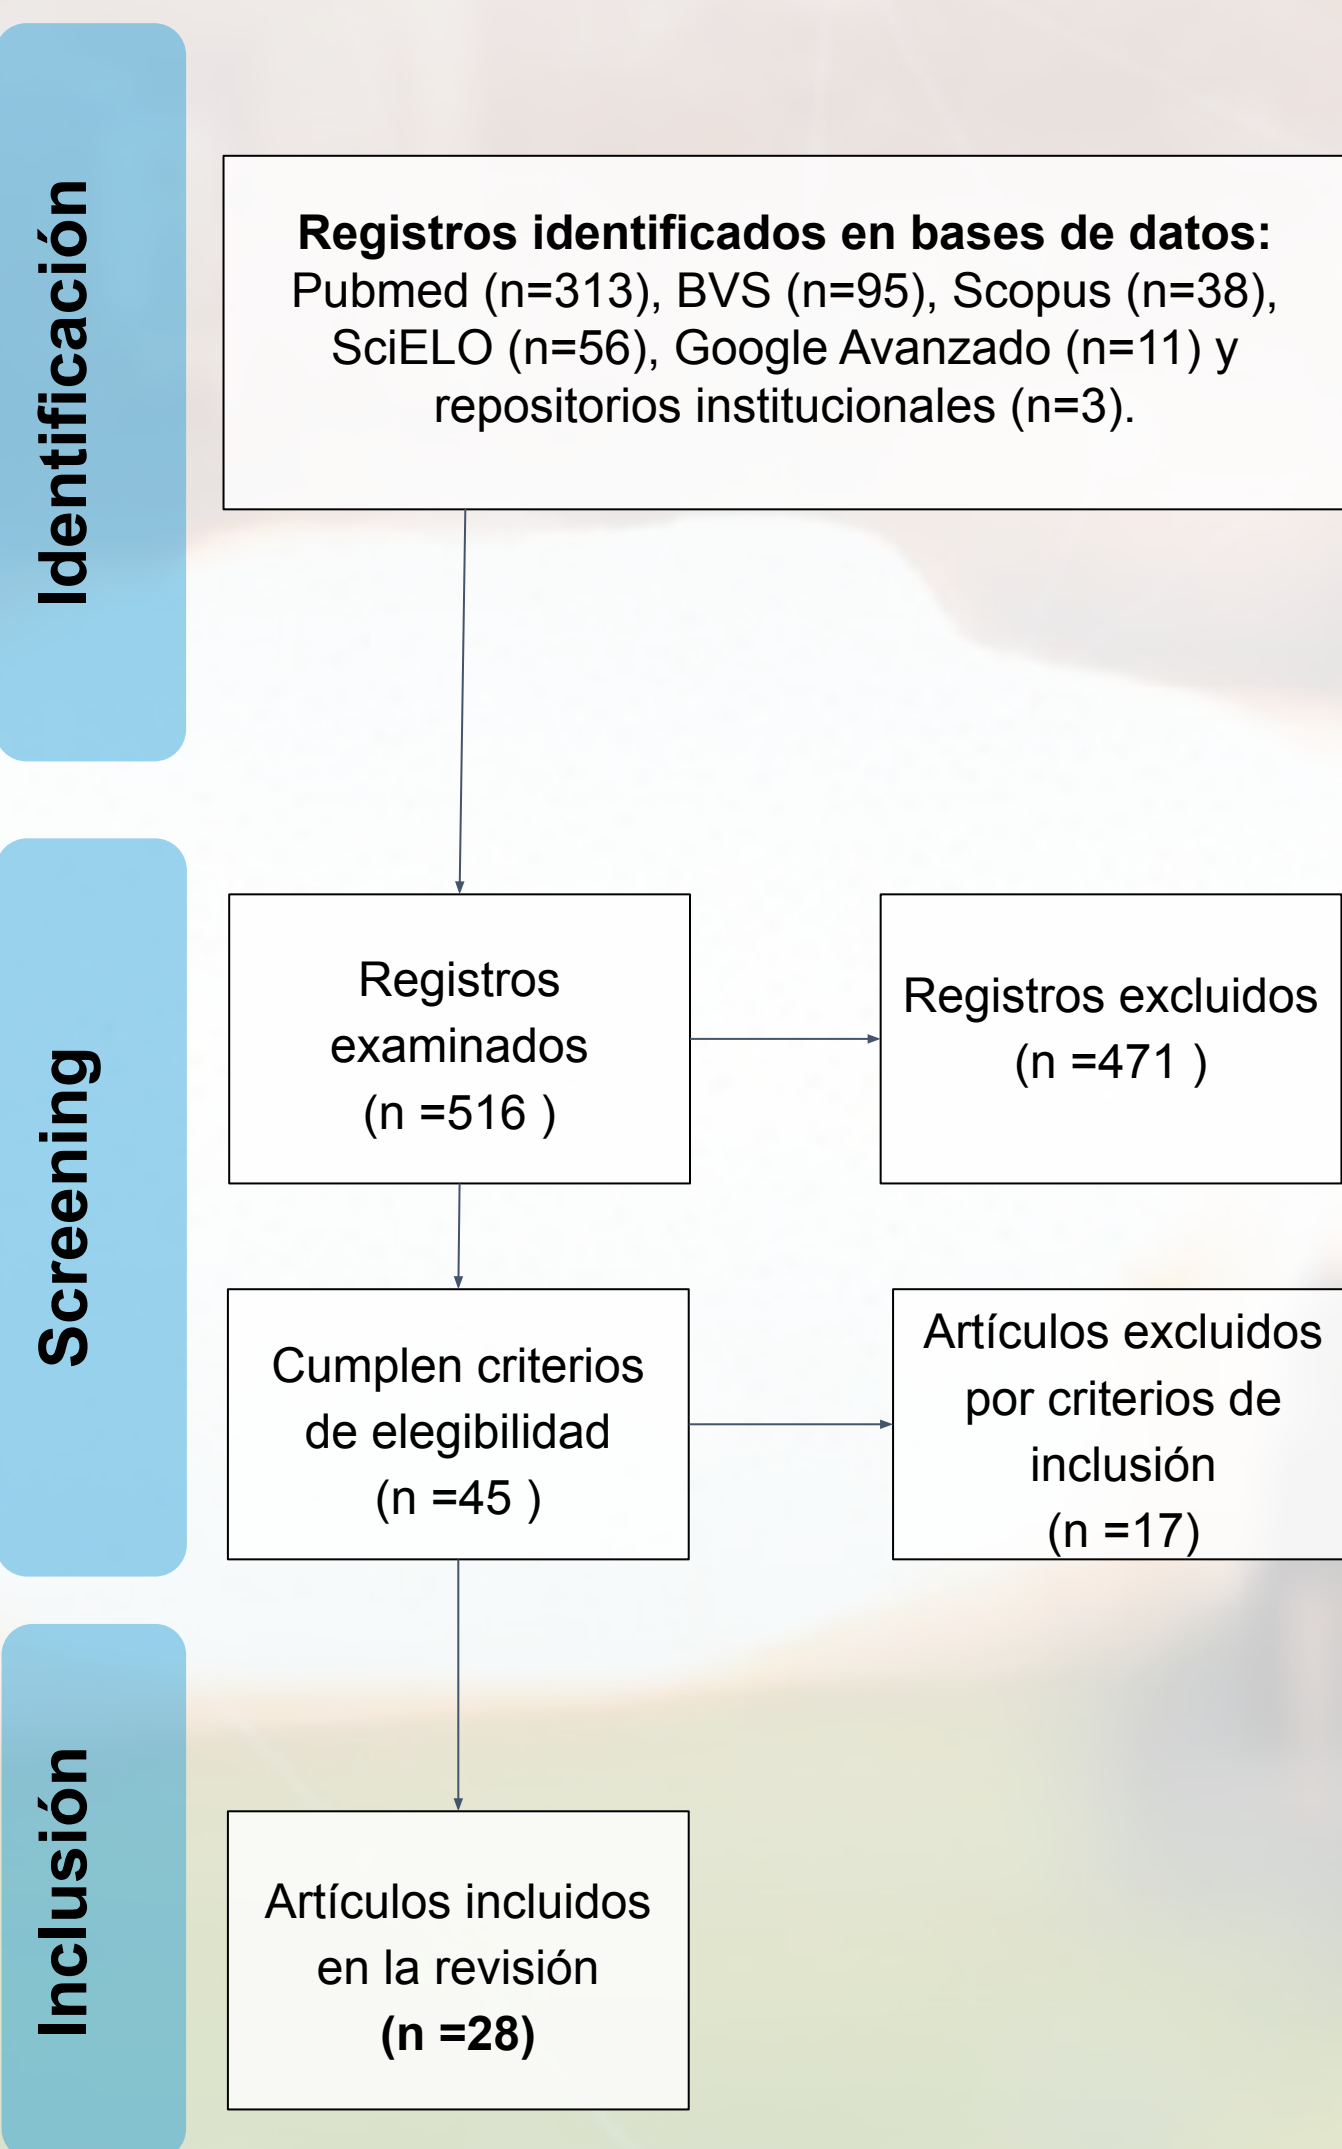 Identificación
Registros identificados en bases de datos:
Pubmed (n=313), BVS (n=95), Scopus (n=38),
SciELO (n=56), Google Avanzado (n=11) y
repositorios institucionales (n=3).
Screening
Registros
examinados
(n =516 )
Registros excluidos
(n =471 )
Cumplen criterios
de elegibilidad
(n =45 )
Artículos excluidos
por criterios de
inclusión
(n =17)
Inclusión
Artículos incluidos
en la revisión
(n =28)